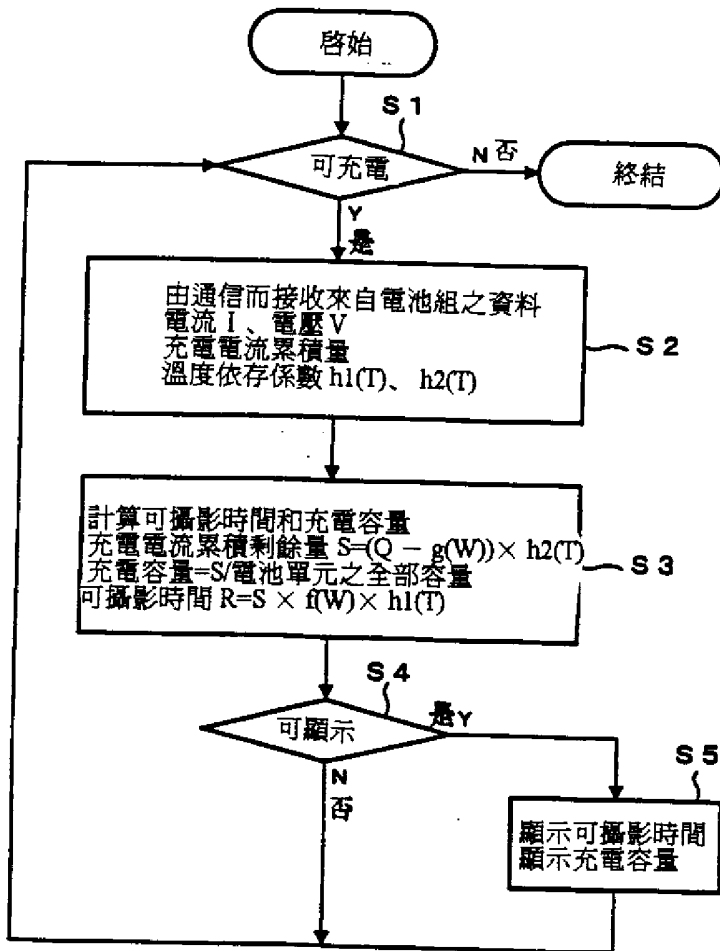 啓始
S1
可充電
N 否
終結
Y
是
由通信而接收來自電池組之資料
電流 I、電壓 V
充電電流累積量
溫度依存係數 h1(T)、 h2(T)
S2
計算可攝影時間和充電容量
充電電流累積剩餘量 S=(Q − g(W))× h2(T)
充電容量=S/電池單元之全部容量
可攝影時間 R=S × f(W)× h1(T)
S3
S4
可顯示
是Y
N
否
S5
顯示可攝影時間
顯示充電容量